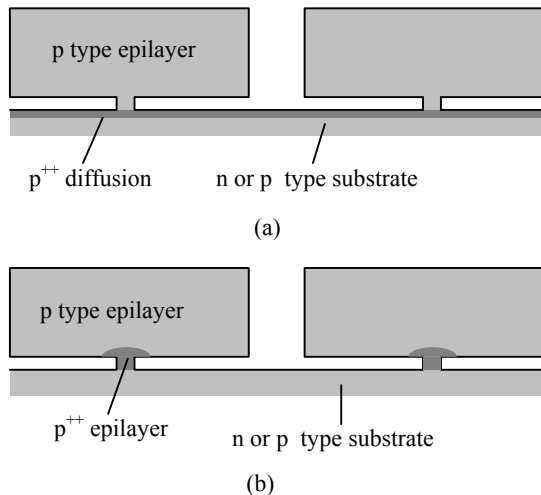 p type epilayer
p++ diffusion
n or p type substrate
(a)
p type epilayer
p++ epilayer
n or p type substrate
(b)